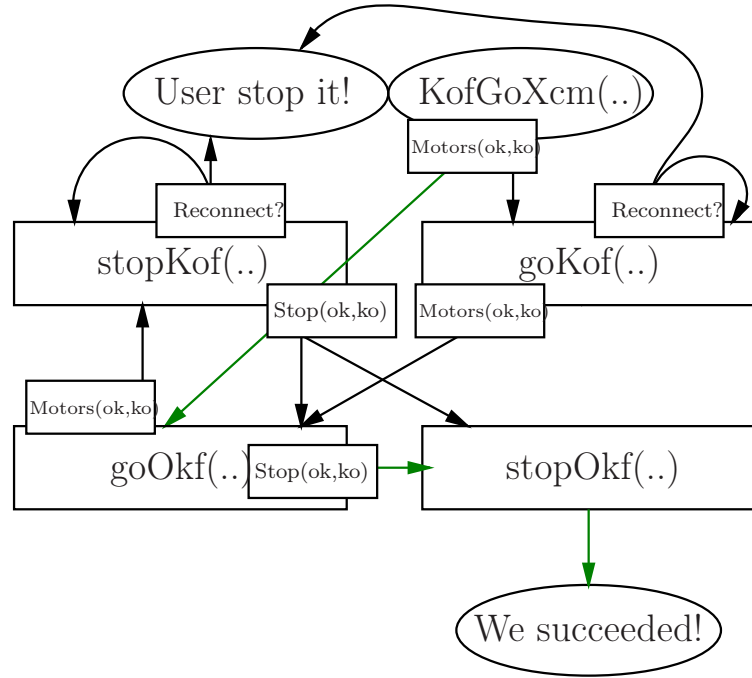 User stop it!
KofGoXcm(..)
Motors(ok,ko)
Reconnect?
Reconnect?
stopKof(..)
goKof(..)
Stop(ok,ko)
Motors(ok,ko)
Motors(ok,ko)
goOkf(..)
Stop(ok,ko)
stopOkf(..)
We succeeded!